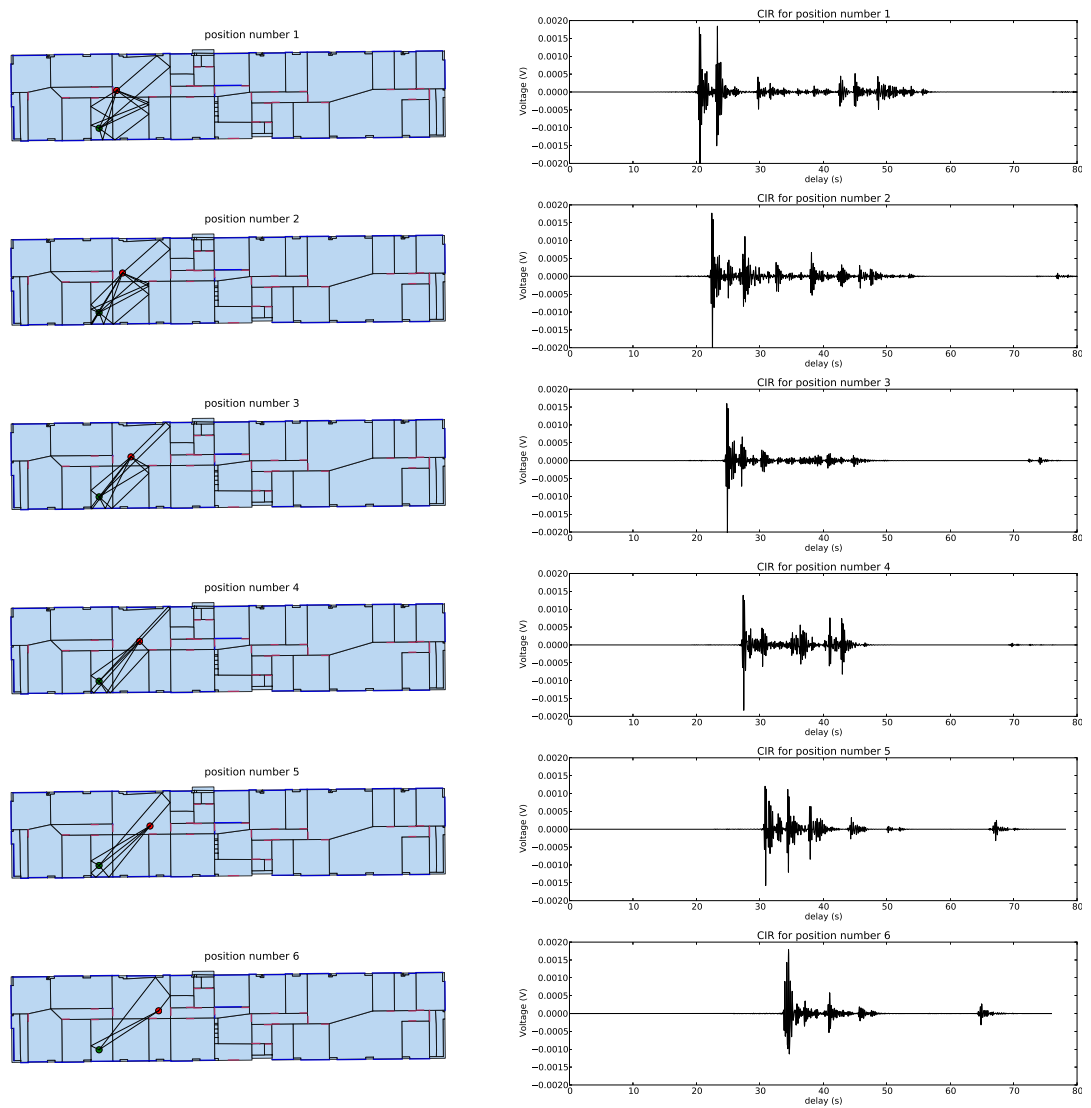 position number 1
CIR for position number 1
0.0020
0.0015
0.0010
0.0005
0.0000
−0.0005
−0.0010
−0.0015
−0.0020
Voltage (V)
0 10 20 30 40 50 60 70 80
delay (s)
position number 2
CIR for position number 2
0.0020
0.0015
0.0010
0.0005
0.0000
−0.0005
−0.0010
−0.0015
−0.0020
Voltage (V)
0 10 20 30 40 50 60 70 80
delay (s)
position number 3
CIR for position number 3
0.0020
0.0015
0.0010
0.0005
0.0000
−0.0005
−0.0010
−0.0015
−0.0020
Voltage (V)
0 10 20 30 40 50 60 70 80
delay (s)
position number 4
CIR for position number 4
0.0020
0.0015
0.0010
0.0005
0.0000
−0.0005
−0.0010
−0.0015
−0.0020
Voltage (V)
0 10 20 30 40 50 60 70 80
delay (s)
position number 5
CIR for position number 5
0.0020
0.0015
0.0010
0.0005
0.0000
−0.0005
−0.0010
−0.0015
−0.0020
Voltage (V)
0 10 20 30 40 50 60 70 80
delay (s)
position number 6
CIR for position number 6
0.0020
0.0015
0.0010
0.0005
0.0000
−0.0005
−0.0010
−0.0015
−0.0020
Voltage (V)
0 10 20 30 40 50 60 70 80
delay (s)